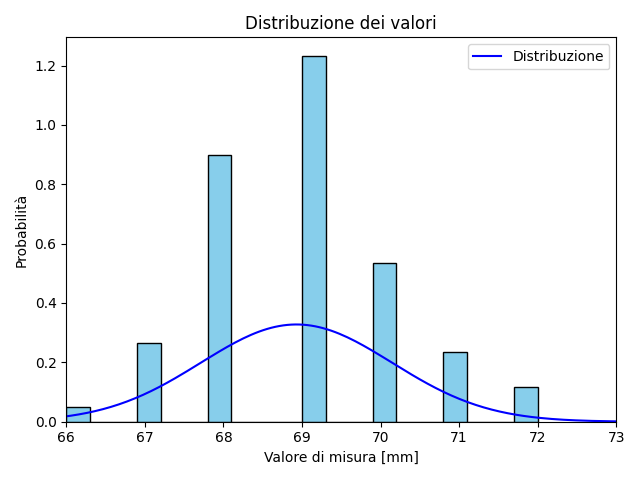 Distribuzione dei valori
Distribuzione
Probabilità
1.2
1.0
0.8
0.6
0.4
0.2
0.0
66 67 68 69 70 71 72 73
Valore di misura [mm]